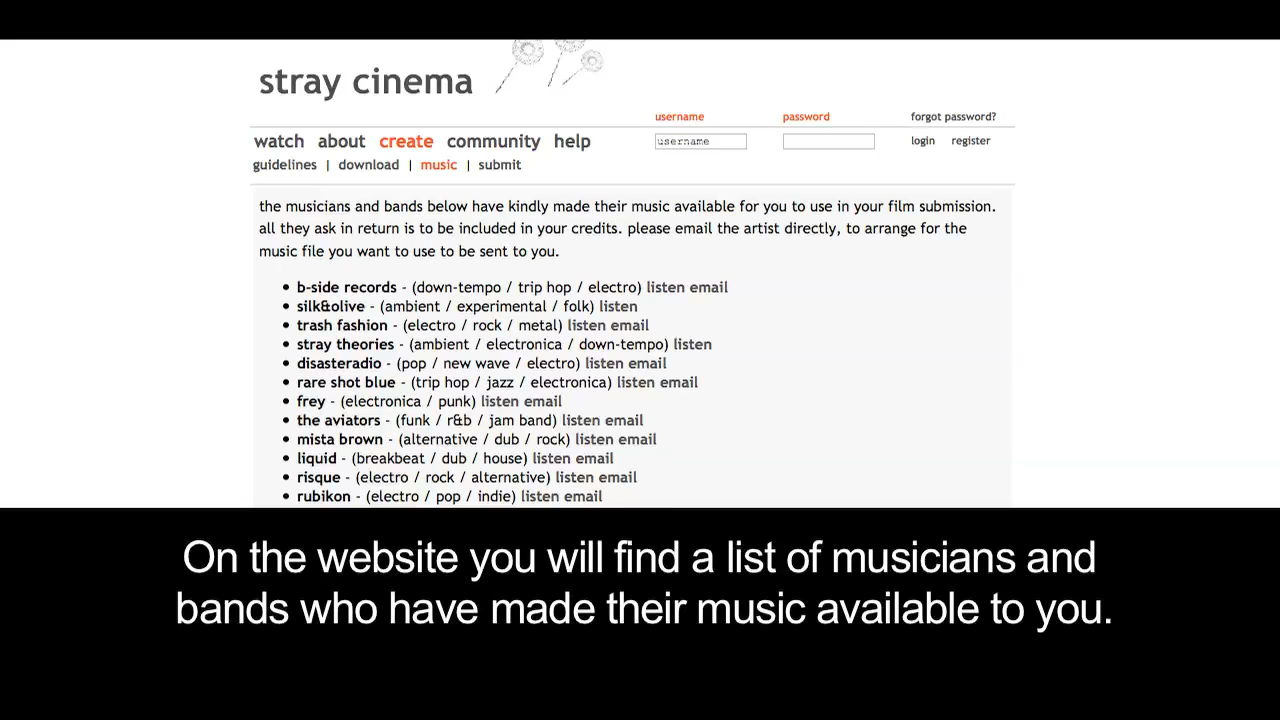 stray cinema
username password forgot password?
watch about create community help username login register
guidelines | download | music | submit
the musicians and bands below have kindly made their music available for you to use in your film submission.
all they ask in return is to be included in your credits. please email the artist directly, to arrange for the
music file you want to use to be sent to you.
• b-side records - (down-tempo / trip hop / electro) listen email
• silk&olive - (ambient / experimental / folk) listen
• trash fashion - (electro / rock / metal) listen email
• stray theories - (ambient / electronica / down-tempo) listen
• disasteradio - (pop / new wave / electro) listen email
• rare shot blue - (trip hop / jazz / electronica) listen email
• frey - (electronica / punk) listen email
• the aviators - (funk / r&b / jam band) listen email
• mista brown - (alternative / dub / rock) listen email
• liquid - (breakbeat / dub / house) listen email
• risque - (electro / rock / alternative) listen email
• rubikon - (electro / pop / indie) listen email
On the website you will find a list of musicians and
bands who have made their music available to you.